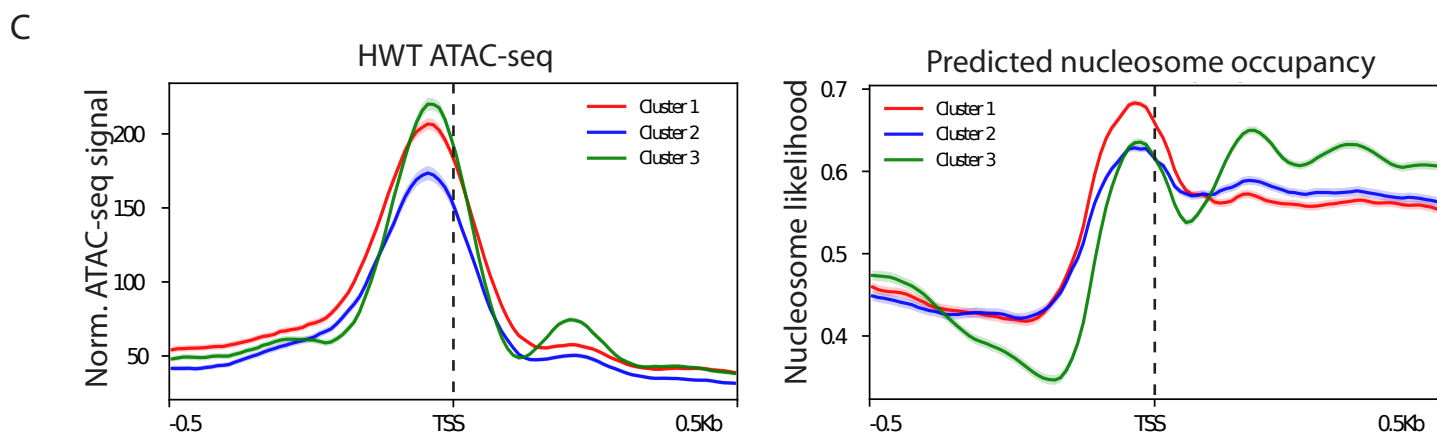 C
HWT ATAC-seq
Norm. ATAC-seq signal
200
150
100
50
Cluster 1
Cluster 2
Cluster 3
-0.5
TSS
0.5Kb
Predicted nucleosome occupancy
Nucleosome likelihood
0.7
0.6
0.5
0.4
Cluster 1
Cluster 2
Cluster 3
-0.5
TSS
0.5Kb